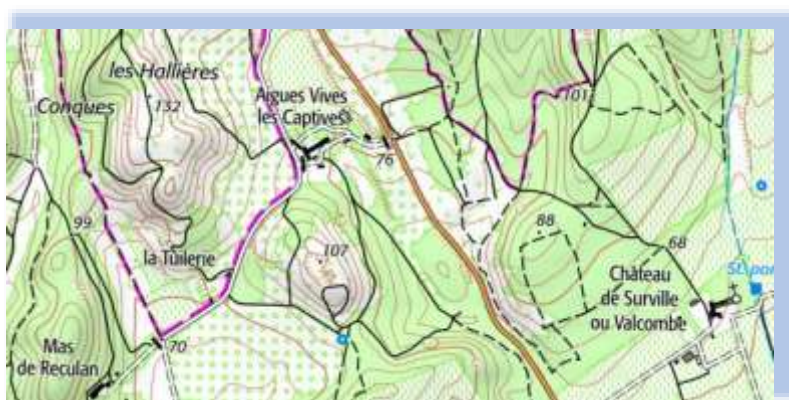 les Hallières
Conques
132
Aigues Vives
les Captives
76
101
99
la Tuilerie
107
88
68
Château
de Surville
ou Valcombe
70
Mas
de Reculan